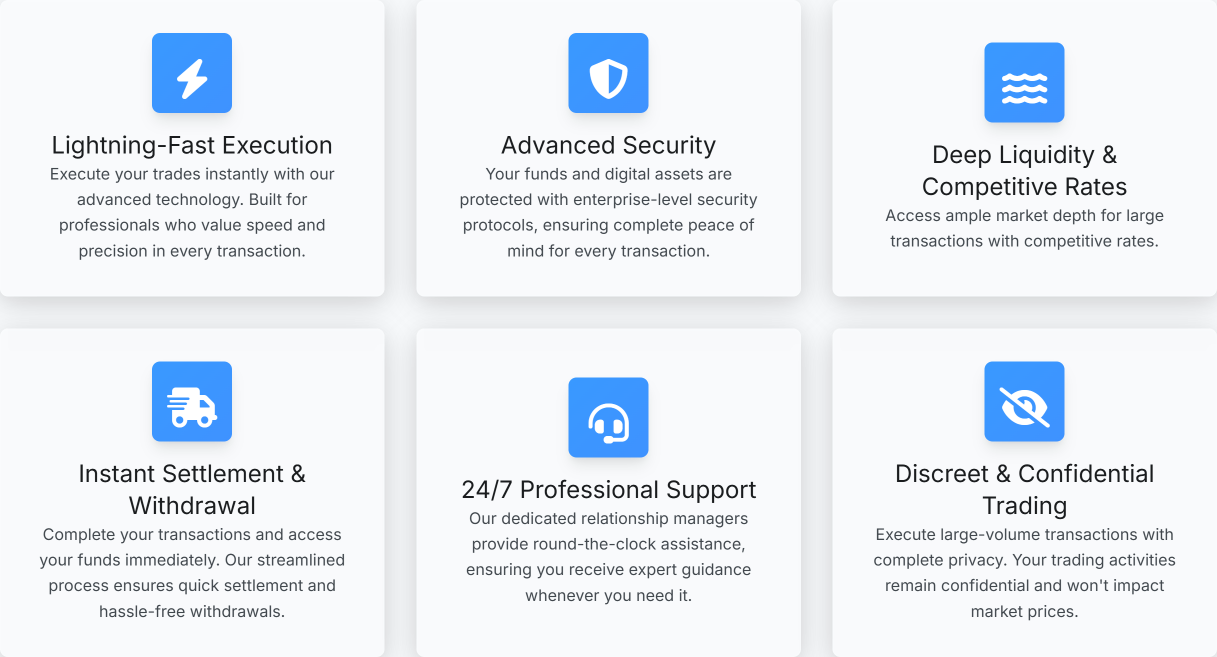 Lightning-Fast Execution
Execute your trades instantly with our
advanced technology. Built for
professionals who value speed and
precision in every transaction.
Advanced Security
Your funds and digital assets are
protected with enterprise-level security
protocols, ensuring complete peace of
mind for every transaction.
Deep Liquidity &
Competitive Rates
Access ample market depth for large
transactions with competitive rates.
Instant Settlement &
Withdrawal
Complete your transactions and access
your funds immediately. Our streamlined
process ensures quick settlement and
hassle-free withdrawals.
24/7 Professional Support
Our dedicated relationship managers
provide round-the-clock assistance,
ensuring you receive expert guidance
whenever you need it.
Discreet & Confidential
Trading
Execute large-volume transactions with
complete privacy. Your trading activities
remain confidential and won't impact
market prices.